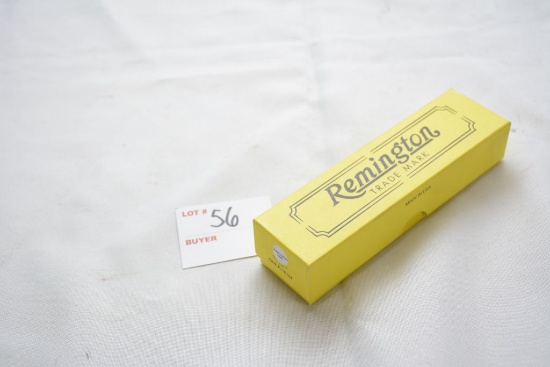 Remington
TRADE MARK
LOT # 56
BUYER